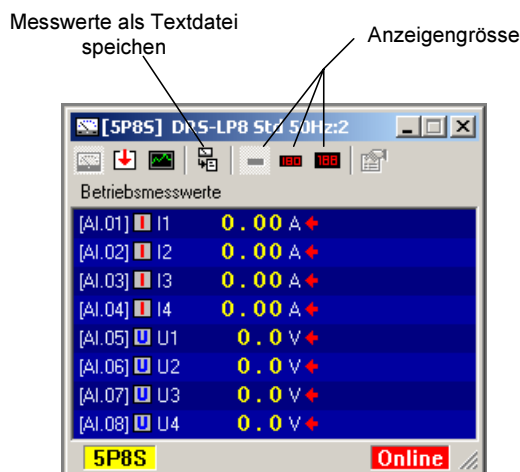 Messwerte als Textdatei
speichen
Anzeigengrösse
[5P8S] DRS-LP8 Std 50Hz:2
180 188
Betriebsmesswerte
[AI.01] I I1 0.00 A
[AI.02] I I2 0.00 A
[AI.03] I I3 0.00 A
[AI.04] I I4 0.00 A
[AI.05] U U1 0.0 V
[AI.06] U U2 0.0 V
[AI.07] U U3 0.0 V
[AI.08] U U4 0.0 V
5P8S Online